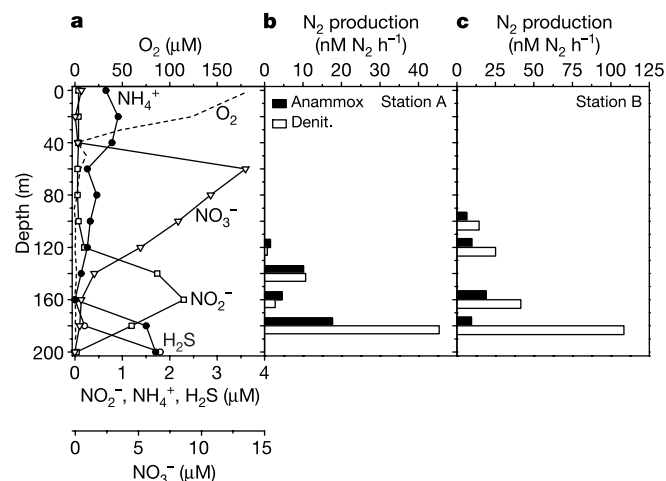 a
b
c
O₂ (μM)
0 50 100 150
N₂ production
(nM N₂ h⁻¹)
0 10 20 30 40
N₂ production
(nM N₂ h⁻¹)
0 25 50 75 100 125
Depth (m)
0
40
80
120
160
200
NH₄⁺
O₂
NO₃⁻
NO₂⁻
H₂S
Anammox
Denit.
Station A
Station B
0 1 2 3 4
NO₂⁻, NH₄⁺, H₂S (μM)
0 5 10 15
NO₃⁻ (μM)